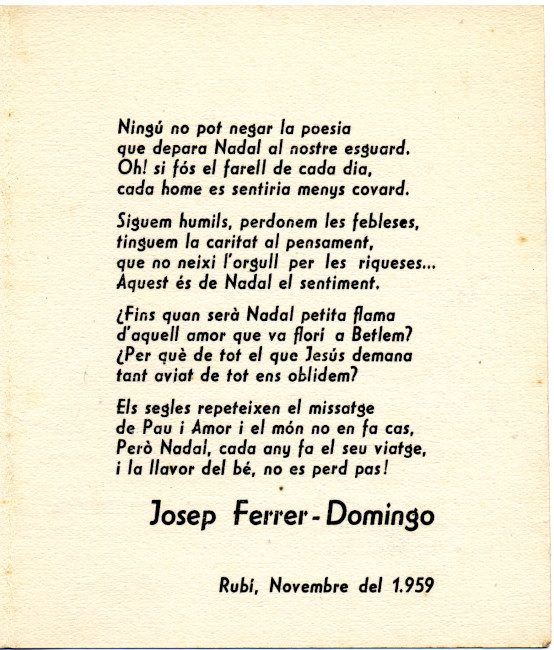 Ningú no pot negar la poesia
que depara Nadal al nostre esguard.
Oh! si fós el farell de cada dia,
cada home es sentiria menys covard.
Siguem humils, perdonem les febleses,
tinguem la caritat al pensament,
que no neixi l'orgull per les riqueses...
Aquest és de Nadal el sentiment.
¿Fins quan serà Nadal petita flama
d'aquell amor que va florí a Betlem?
¿Per què de tot el que Jesús demana
tant aviat de tot ens oblidem?
Els segles repeteixen el missatge
de Pau i Amor i el món no en fa cas,
Però Nadal, cada any fa el seu viatge,
i la llavor del bé, no es perd pas!
Josep Ferrer-Domingo
Rubí, Novembre del 1.959